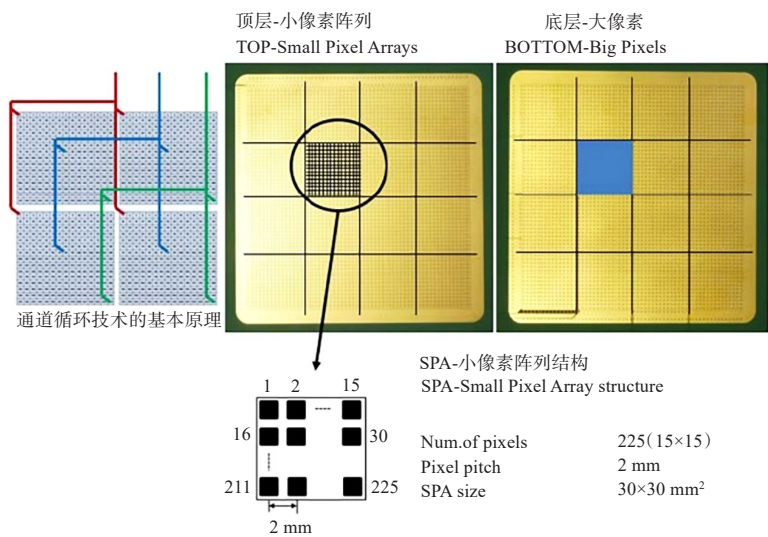 顶层-小像素阵列
TOP-Small Pixel Arrays
底层-大像素
BOTTOM-Big Pixels
通道循环技术的基本原理
SPA-小像素阵列结构
SPA-Small Pixel Array structure
1 2 15
16 30
211 225
2 mm
Num.of pixels 225(15×15)
Pixel pitch 2 mm
SPA size 30×30 mm²